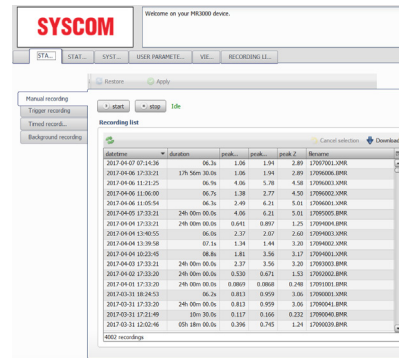 SYSCOM
Welcome on your MR3000 device.
STA... STAT... SYST... USER PARAMETE... VIE... RECORDING LI...
Restore Apply
Manual recording
Trigger recording
Timed recordi...
Background recording
start stop Idle
Recording list
Cancel selection Download
datetime duration peak... peak... peak Z filename
2017-04-07 07:14:36 06.3s 1.06 1.94 2.89 17097001.XMR
2017-04-06 17:33:21 17h 56m 30.0s 1.06 1.94 2.89 17096006.BMR
2017-04-06 11:21:25 06.9s 4.06 5.78 4.58 17096003.XMR
2017-04-06 11:06:00 06.7s 1.38 2.77 4.50 17096002.XMR
2017-04-06 11:05:54 06.3s 2.49 6.21 5.01 17096001.XMR
2017-04-05 17:33:21 24h 00m 00.0s 4.06 6.21 5.01 17095005.BMR
2017-04-04 17:33:21 24h 00m 00.0s 0.641 0.897 1.25 17094004.BMR
2017-04-04 13:40:55 06.0s 2.37 2.07 2.60 17094003.XMR
2017-04-04 13:39:58 07.1s 1.34 1.44 3.20 17094002.XMR
2017-04-04 10:23:45 08.8s 1.81 3.56 3.17 17094001.XMR
2017-04-03 17:33:21 24h 00m 00.0s 2.37 3.56 3.20 17093003.BMR
2017-04-02 17:33:20 24h 00m 00.0s 0.530 0.671 1.53 17092002.BMR
2017-04-01 17:33:20 24h 00m 00.0s 0.0869 0.0868 0.248 17091001.BMR
2017-03-31 18:24:53 06.2s 0.813 0.959 3.06 17090001.XMR
2017-03-31 17:33:20 24h 00m 00.0s 0.813 0.959 3.06 17090041.BMR
2017-03-31 17:21:49 10m 30.0s 0.117 0.166 0.232 17090040.BMR
2017-03-31 12:02:46 05h 18m 00.0s 0.396 0.745 1.24 17090039.BMR
4002 recordings